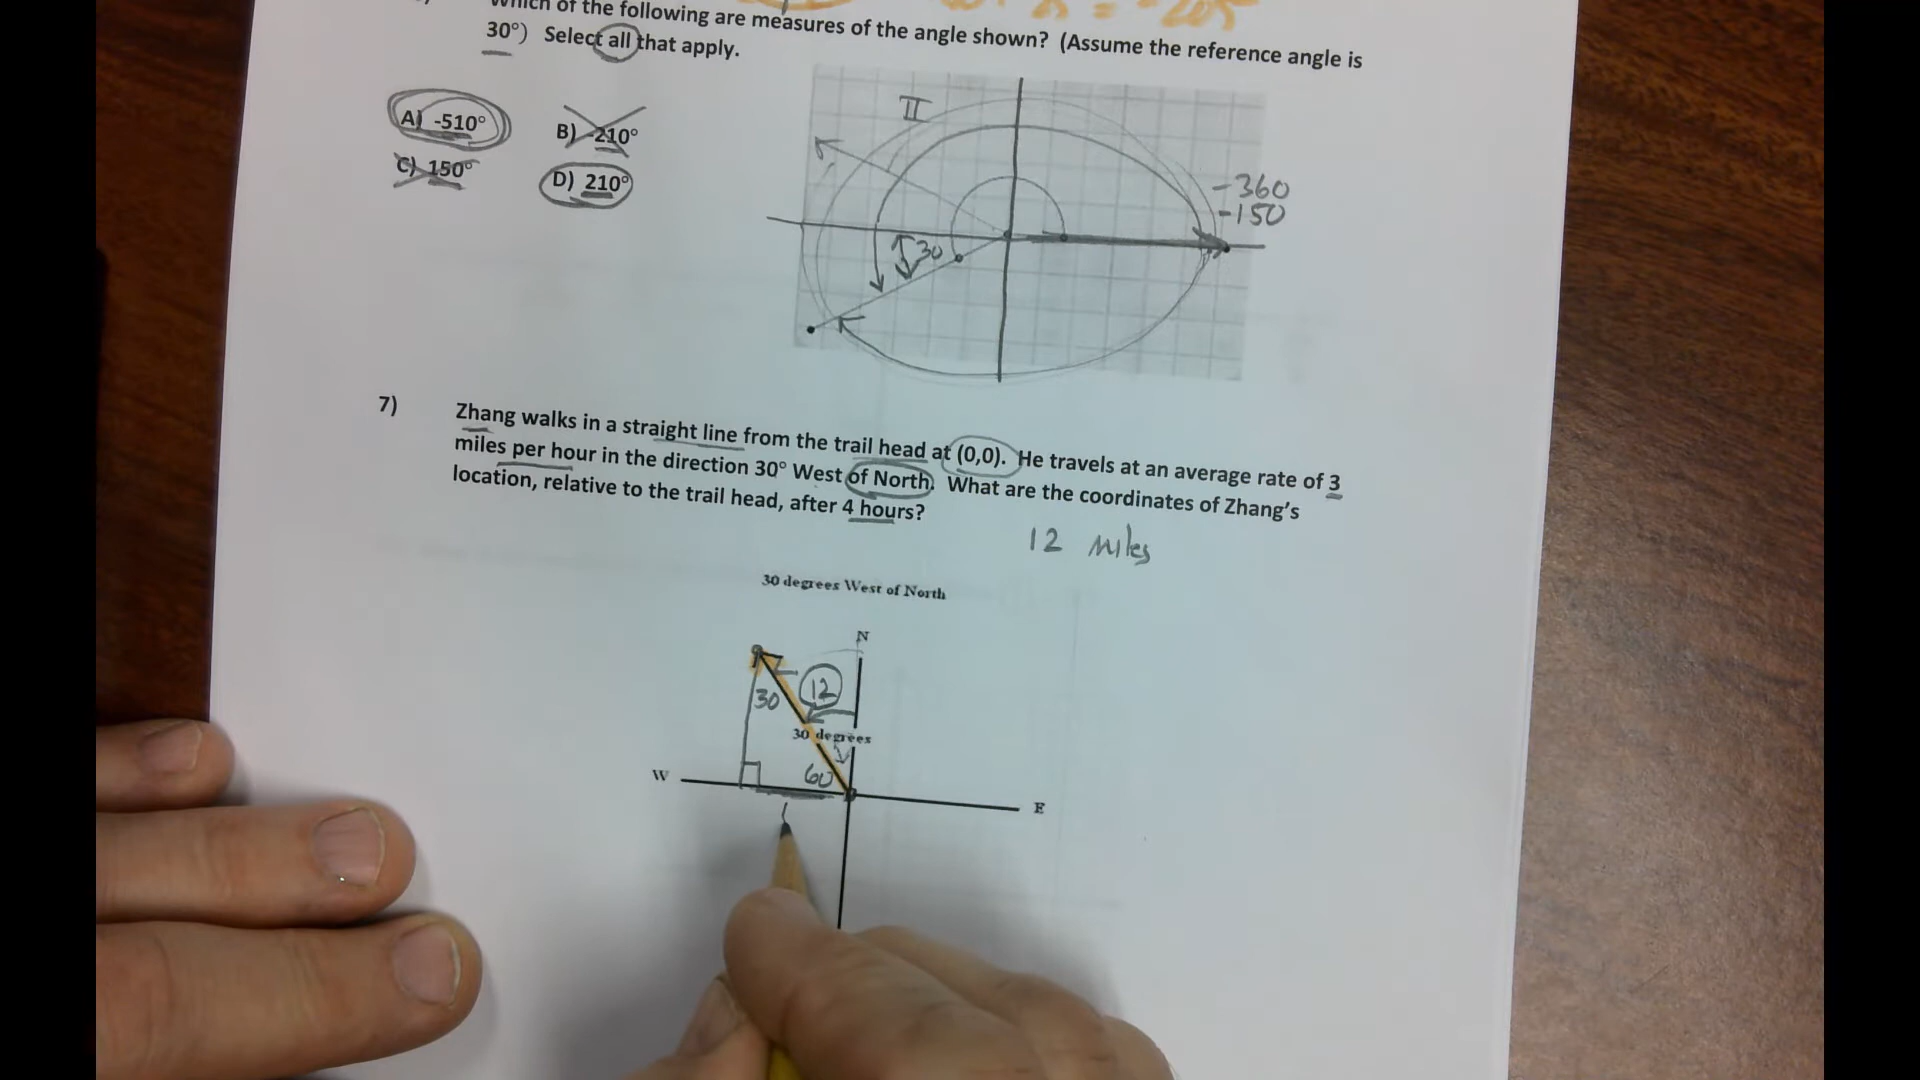 = -205
Which of the following are measures of the angle shown? (Assume the reference angle is
30°) Select all that apply.
A) -510°
B) -210°
C) 150°
D) 210°
II
-360
-150
30
7) Zhang walks in a straight line from the trail head at (0,0). He travels at an average rate of 3
miles per hour in the direction 30° West of North. What are the coordinates of Zhang's
location, relative to the trail head, after 4 hours?
12 miles
30 degrees West of North
N
12
30
30 degrees
60
W
E